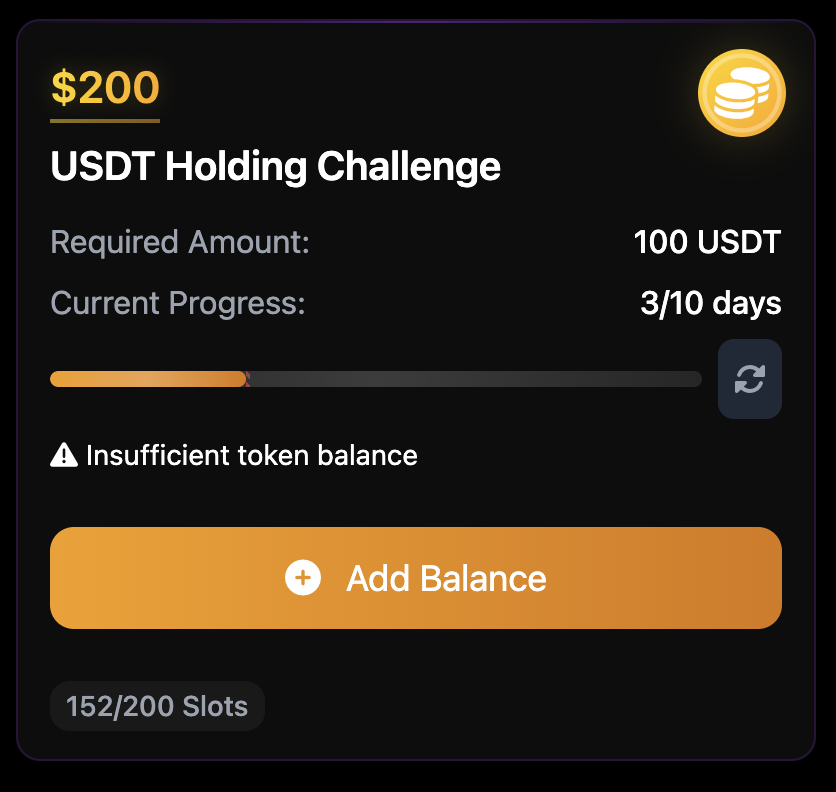 $200
USDT Holding Challenge
Required Amount: 100 USDT
Current Progress: 3/10 days
Insufficient token balance
Add Balance
152/200 Slots